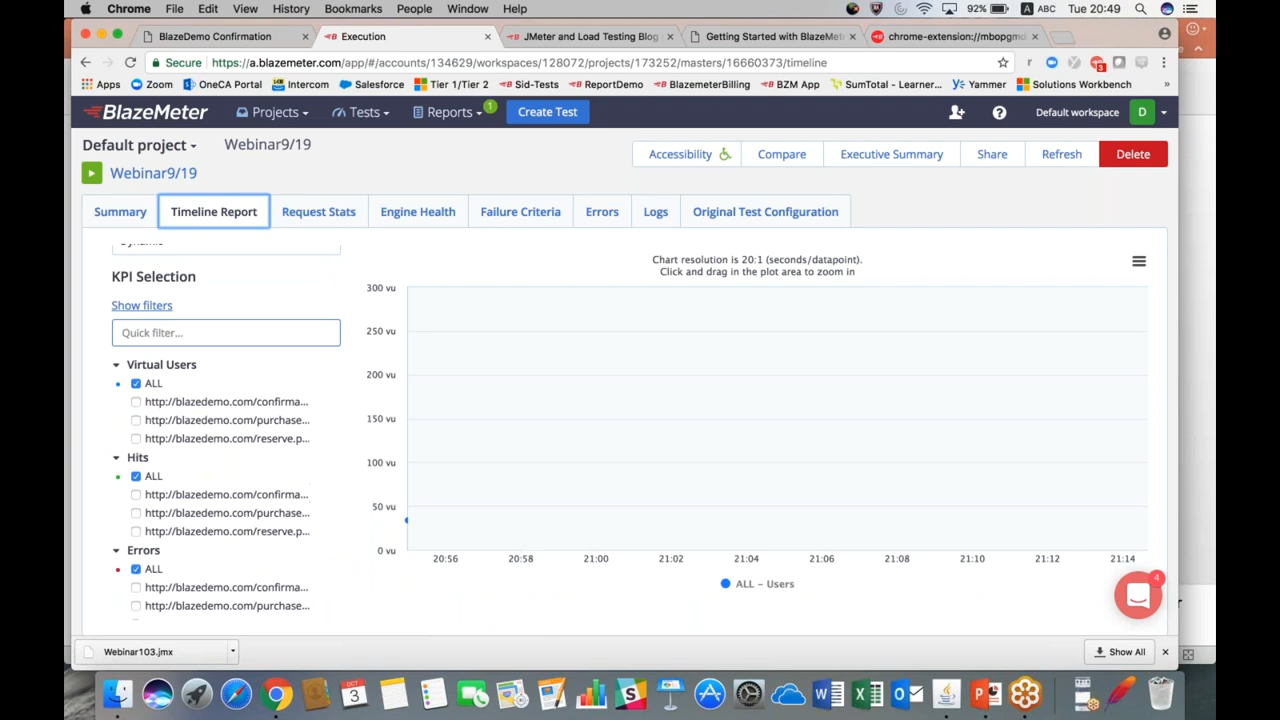 Chrome File Edit View History Bookmarks People Window Help
92% A ABC Tue 20:49
BlazeDemo Confirmation × Execution × JMeter and Load Testing Blog × Getting Started with BlazeMete × chrome-extension://mbopgmd ×
Secure https://a.blazemeter.com/app/#/accounts/134629/workspaces/128072/projects/173252/masters/16660373/timeline
Apps Zoom OneCA Portal Intercom Salesforce Tier 1/Tier 2 Sid-Tests ReportDemo BlazemeterBilling BZM App SumTotal - Learner... Yammer Solutions Workbench »
BlazeMeter Projects Tests Reports 1 Create Test Default workspace D
Default project Webinar9/19
Webinar9/19
Accessibility Compare Executive Summary Share Refresh Delete
Summary Timeline Report Request Stats Engine Health Failure Criteria Errors Logs Original Test Configuration
Dynamic
KPI Selection
Show filters
Quick filter...
Virtual Users
ALL
http://blazedemo.com/confirma...
http://blazedemo.com/purchase...
http://blazedemo.com/reserve.p...
Hits
ALL
http://blazedemo.com/confirma...
http://blazedemo.com/purchase...
http://blazedemo.com/reserve.p...
Errors
ALL
http://blazedemo.com/confirma...
http://blazedemo.com/purchase...
Chart resolution is 20:1 (seconds/datapoint).
Click and drag in the plot area to zoom in
300 vu
250 vu
200 vu
150 vu
100 vu
50 vu
0 vu
20:56 20:58 21:00 21:02 21:04 21:06 21:08 21:10 21:12 21:14
ALL – Users
4
Webinar103.jmx
Show All
OCT
3